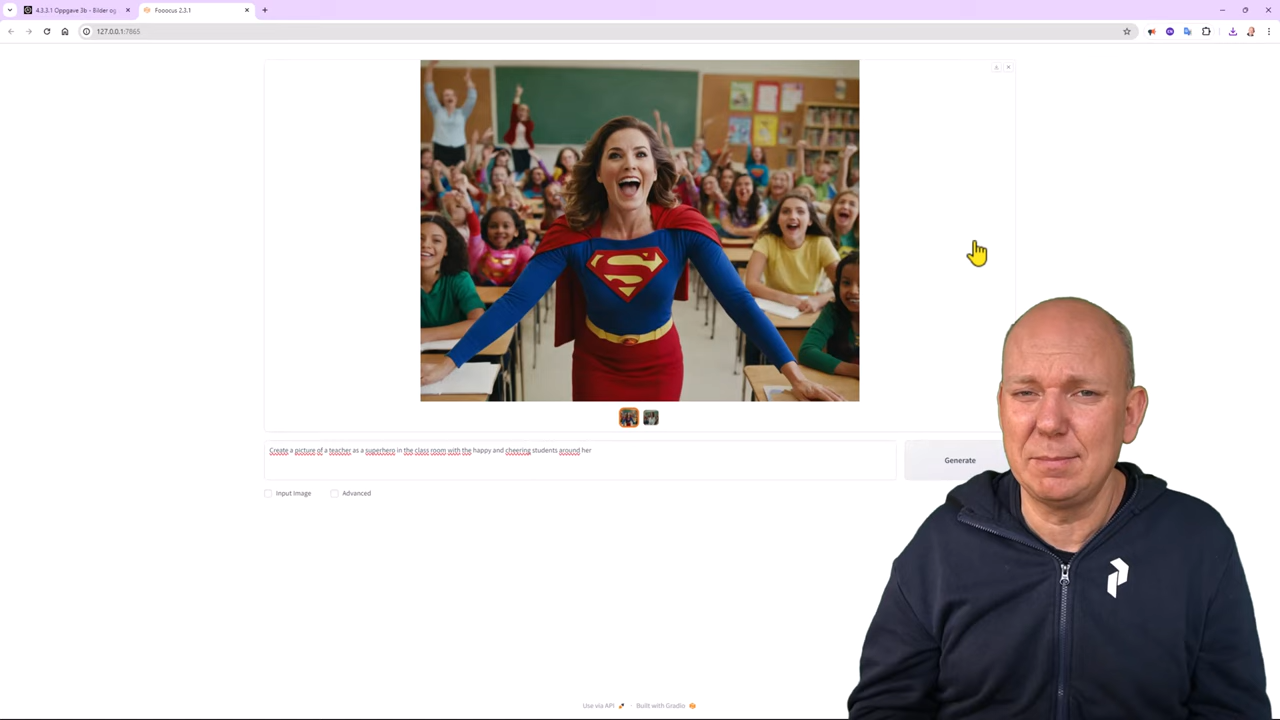 4.3.3.1 Oppgave 3b - Bilder og
Fooocus 2.3.1
127.0.0.1:7865
Create a picture of a teacher as a superhero in the class room with the happy and cheering students around her
Generate
Input Image
Advanced
Use via API
·
Built with Gradio